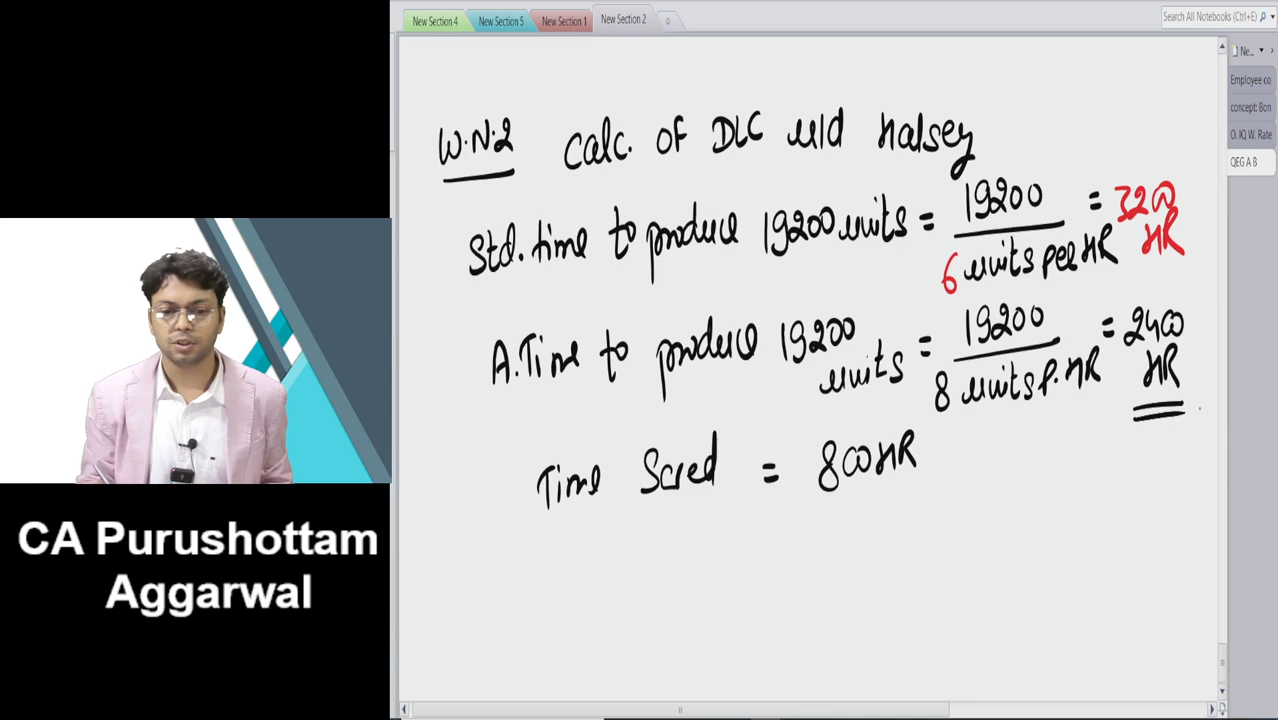 New Section 4 New Section 5 New Section 1 New Section 2
Search All Notebooks (Ctrl+E)
Ne...
Employee co
concept: Bon
O. IQ W. Rate
QEG A B
W.N.2 Calc. of DLC u/d Halsey
Std. time to produce 19200 units = 19200 / 6 units per HR = 3200 HR
A. Time to produce 19200 units = 19200 / 8 units P. HR = 2400 HR
Time Saved = 800 HR
CA Purushottam
Aggarwal